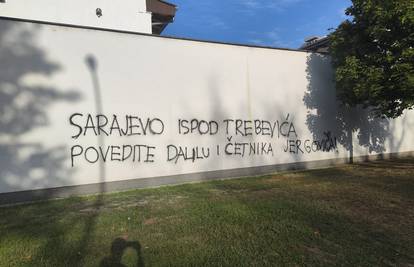 SARAJEVO ISPOD TREBEVIĆA
POVEDITE DALILU I ČETNIKA JERGOVIĆA!